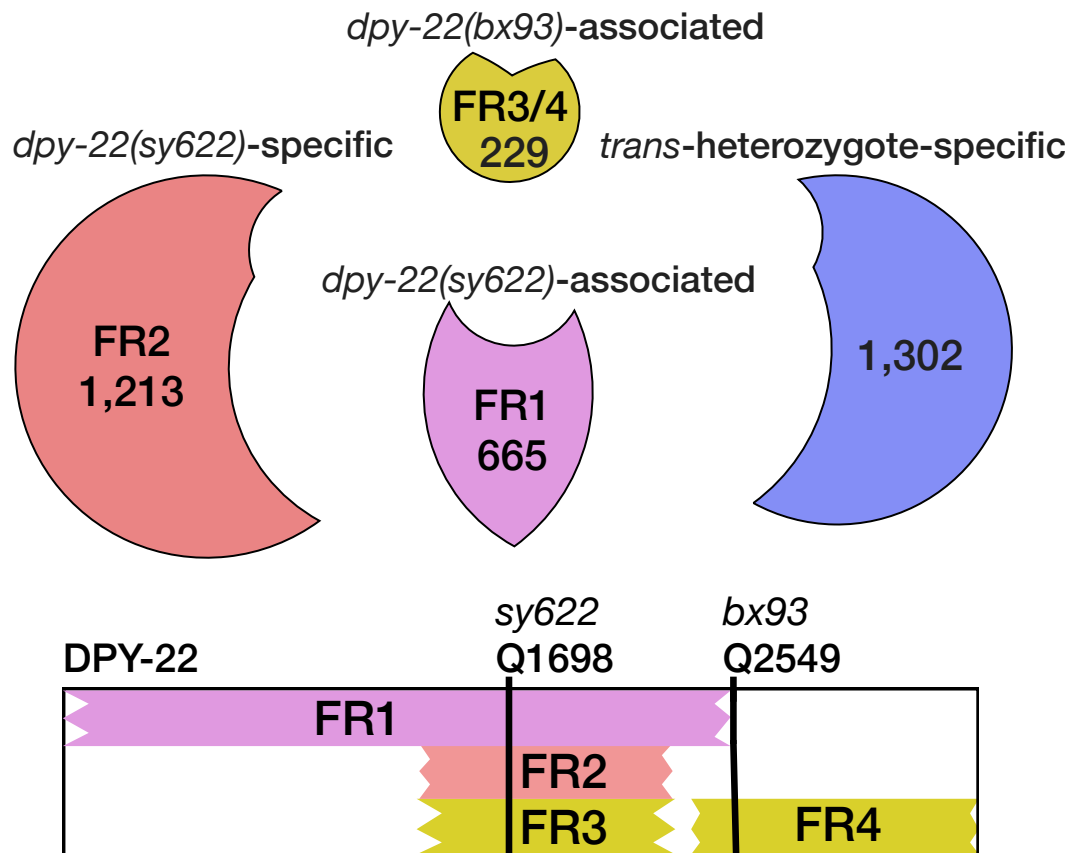 dpy-22(bx93)-associated
FR3/4
229
dpy-22(sy622)-specific
trans-heterozygote-specific
dpy-22(sy622)-associated
FR2
1,213
1,302
FR1
665
sy622
bx93
DPY-22
Q1698
Q2549
FR1
FR2
FR3
FR4